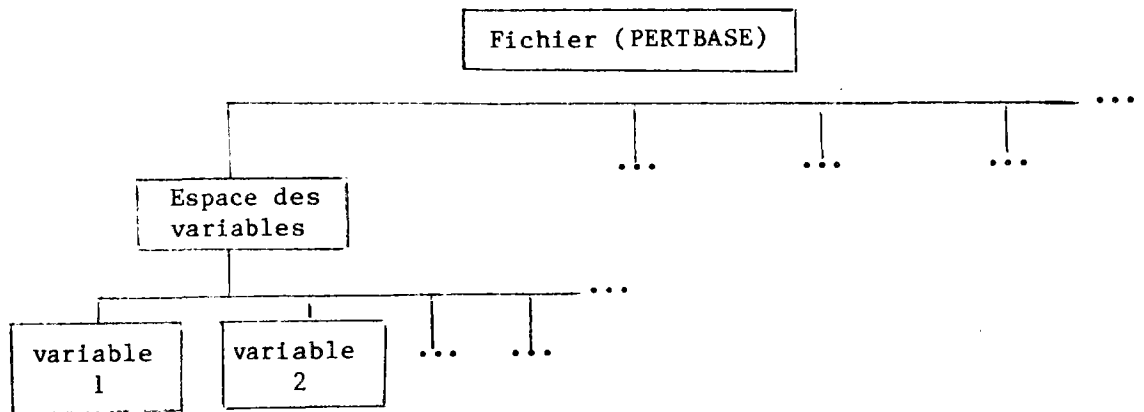 Fichier (PERTBASE)
...
... ... ...
Espace des
variables
...
variable
1
variable
2
... ...